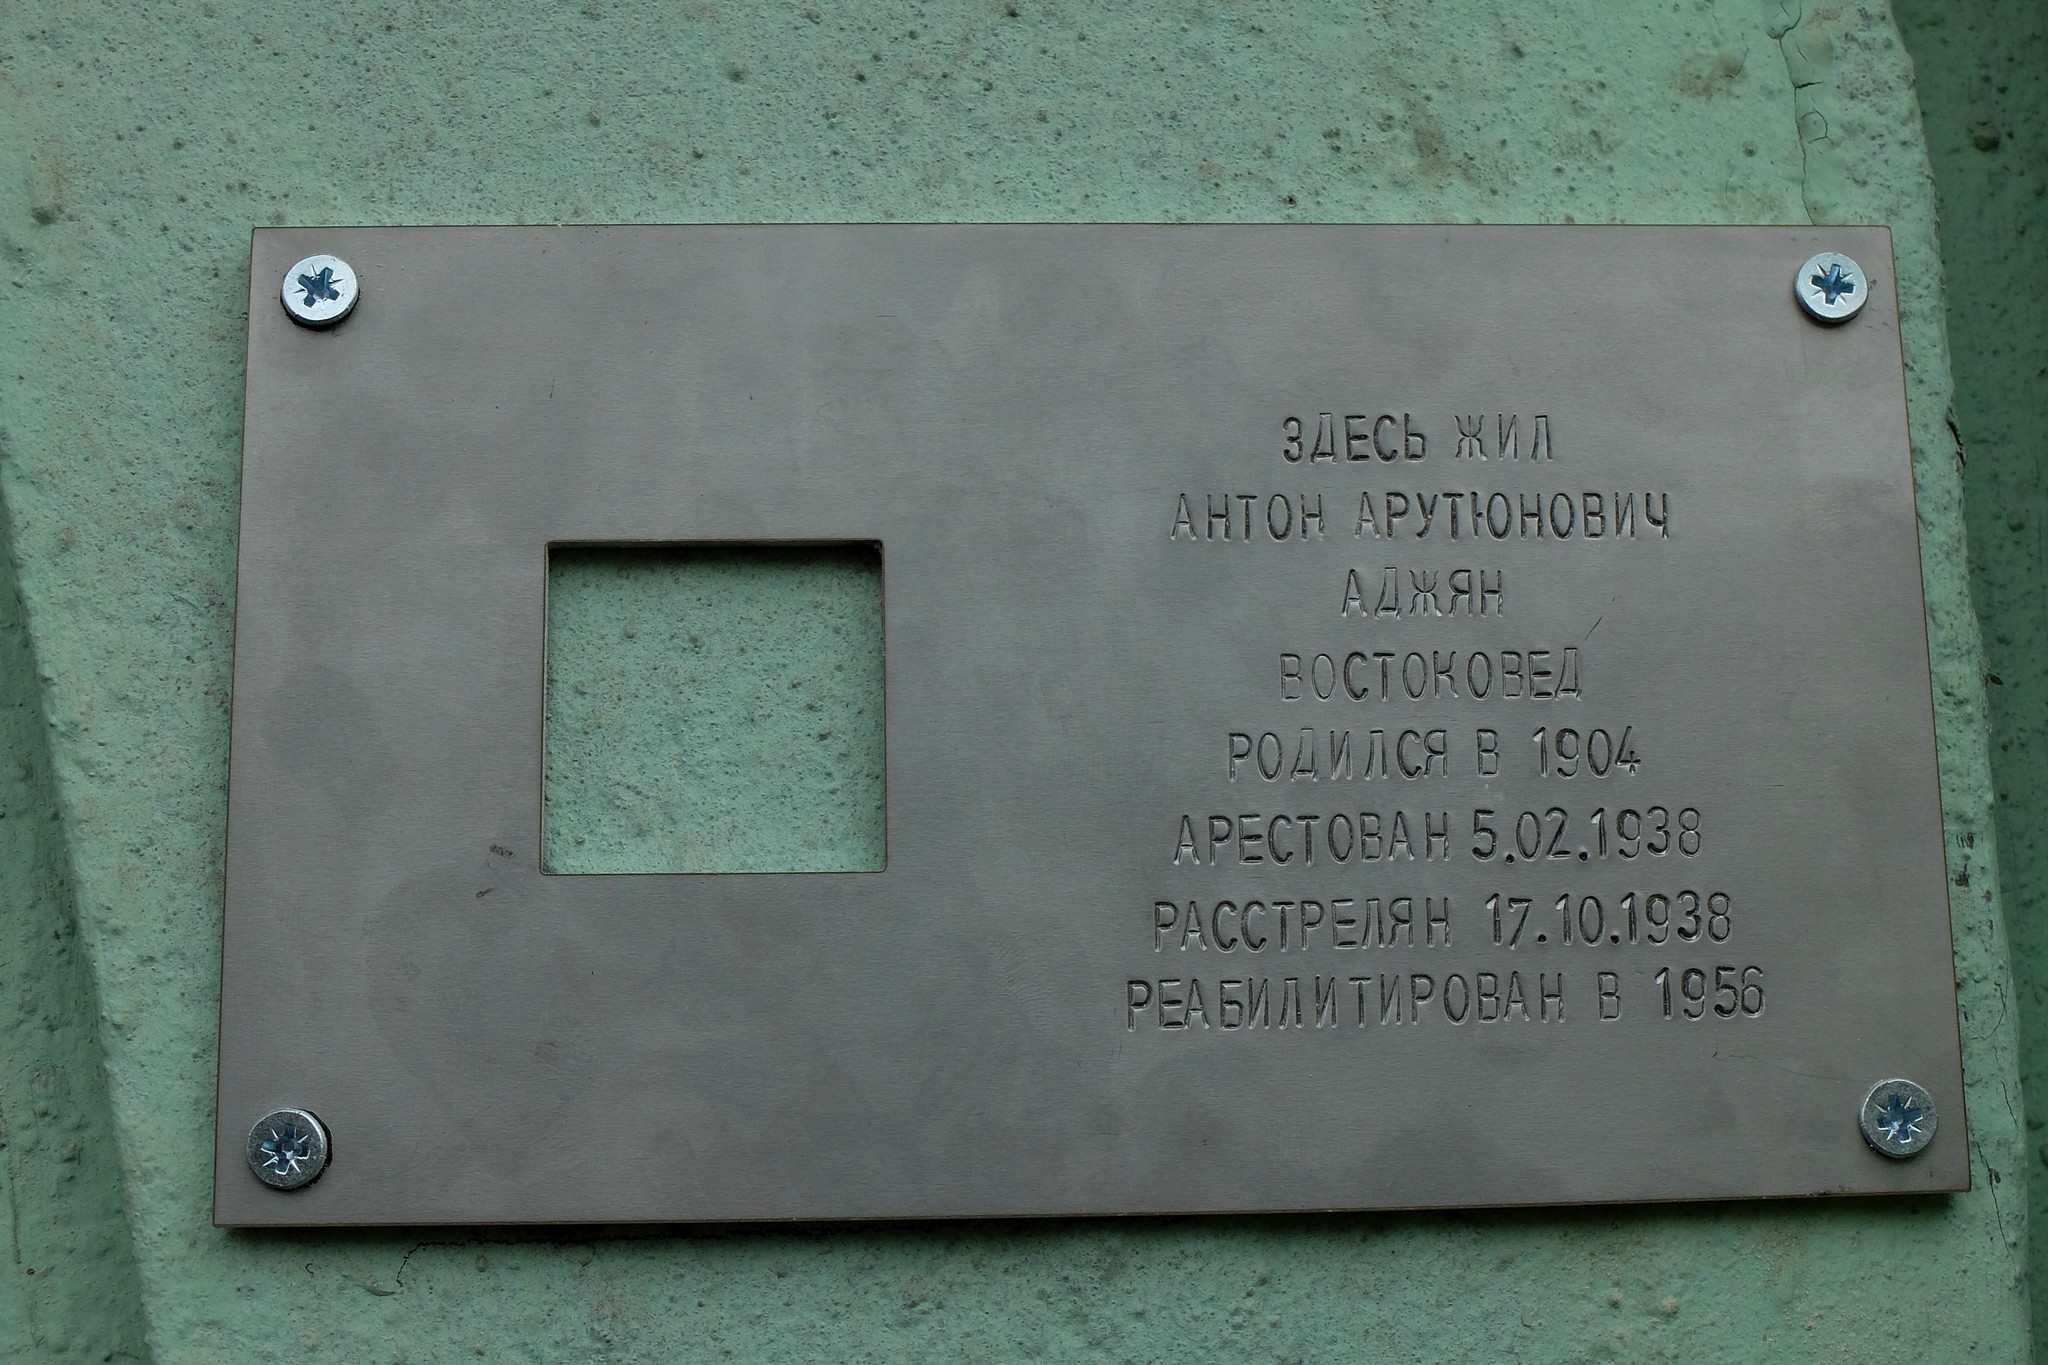 ЗДЕСЬ ЖИЛ
АНТОН АРУТЮНОВИЧ
АДЖЯН
ВОСТОКОВЕД
РОДИЛСЯ В 1904
АРЕСТОВАН 5.02.1938
РАССТРЕЛЯН 17.10.1938
РЕАБИЛИТИРОВАН В 1956